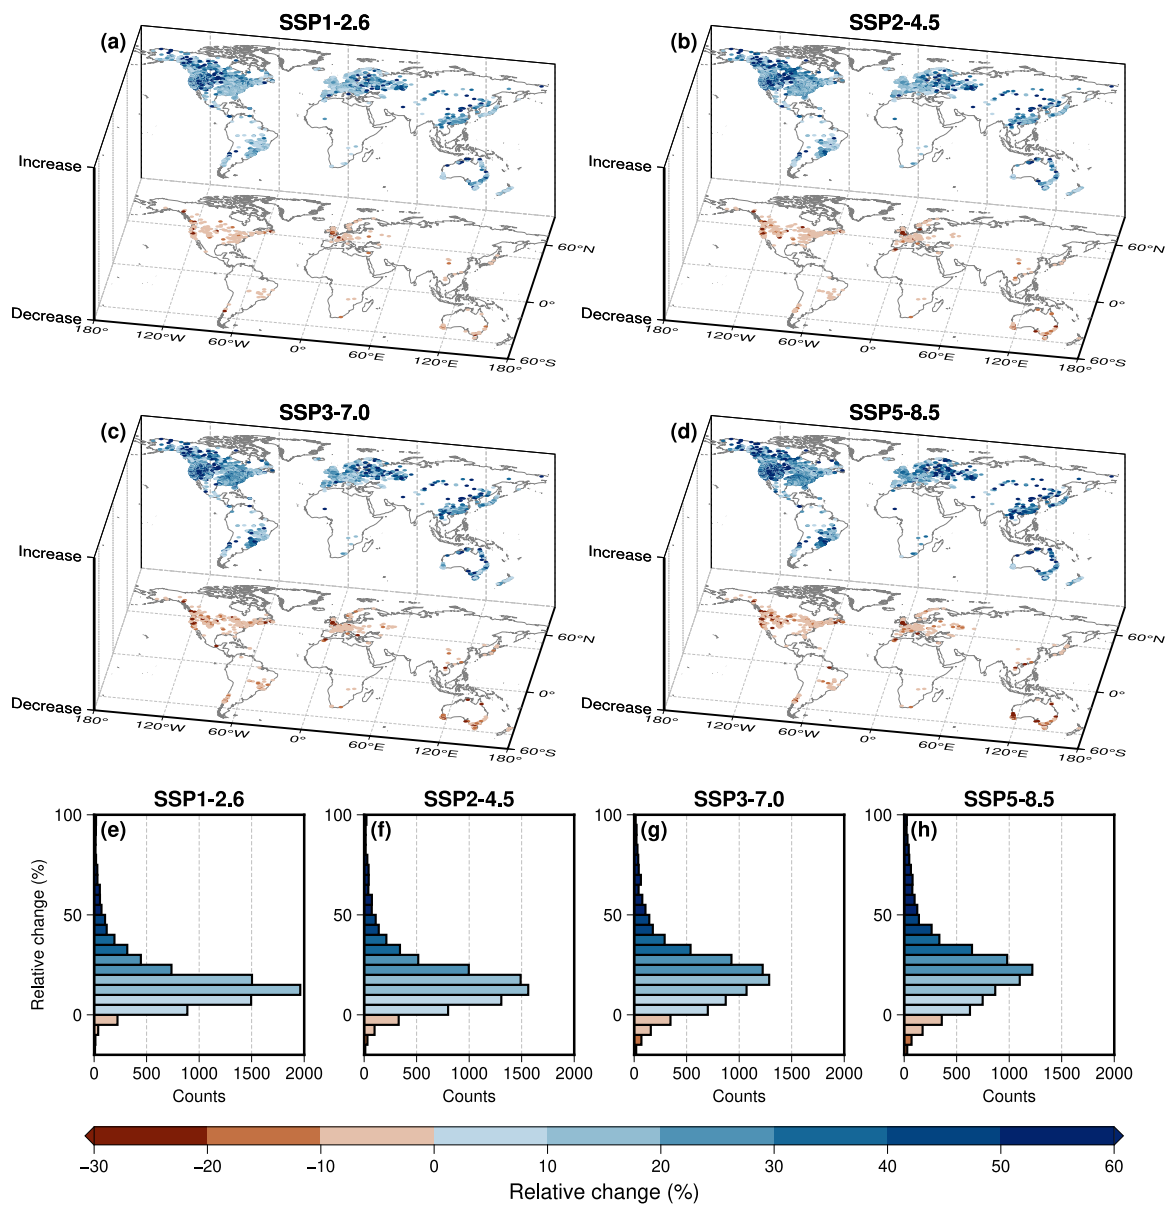 SSP1-2.6
SSP2-4.5
(a)
(b)
Increase
Increase
60°N
60°N
0°
0°
Decrease
Decrease
180°
120°W
60°W
0°
60°E
120°E
180°
60°S
180°
120°W
60°W
0°
60°E
120°E
180°
60°S
SSP3-7.0
SSP5-8.5
(c)
(d)
Increase
Increase
60°N
60°N
0°
0°
Decrease
Decrease
180°
120°W
60°W
0°
60°E
120°E
180°
60°S
180°
120°W
60°W
0°
60°E
120°E
180°
60°S
SSP1-2.6
SSP2-4.5
SSP3-7.0
SSP5-8.5
(e)
(f)
(g)
(h)
100
50
0
Relative change (%)
100
50
0
100
50
0
100
50
0
0 500 1000 1500 2000
0 500 1000 1500 2000
0 500 1000 1500 2000
0 500 1000 1500 2000
Counts
Counts
Counts
Counts
−30 −20 −10 0 10 20 30 40 50 60
Relative change (%)